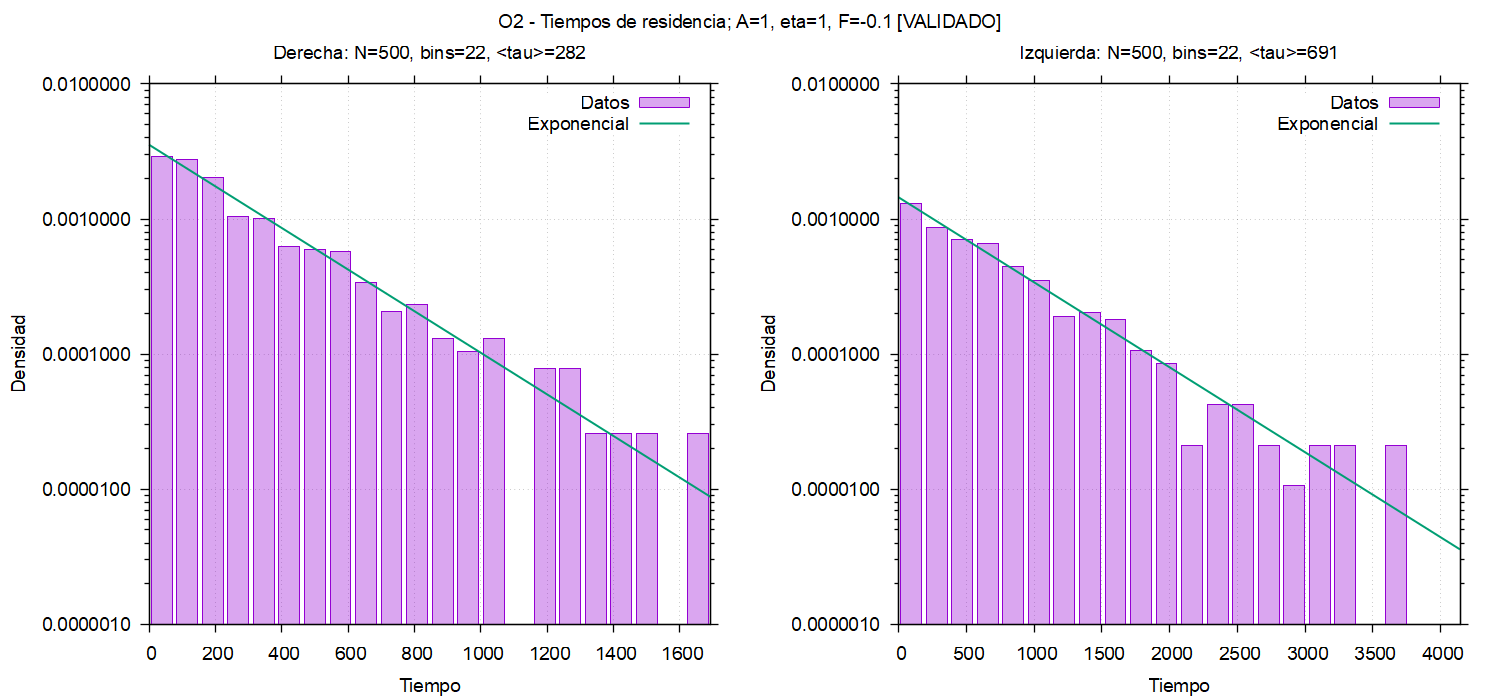 O2 - Tiempos de residencia; A=1, eta=1, F=-0.1 [VALIDADO]
Derecha: N=500, bins=22, <tau>=282
0.0100000
0.0010000
0.0001000
0.0000100
0.0000010
Densidad
Datos
Exponencial
0 200 400 600 800 1000 1200 1400 1600
Tiempo
Izquierda: N=500, bins=22, <tau>=691
0.0100000
0.0010000
0.0001000
0.0000100
0.0000010
Densidad
Datos
Exponencial
0 500 1000 1500 2000 2500 3000 3500 4000
Tiempo